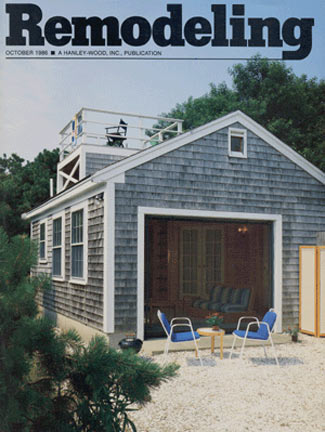 Remodeling
OCTOBER 1986 ■ A HANLEY-WOOD, INC., PUBLICATION